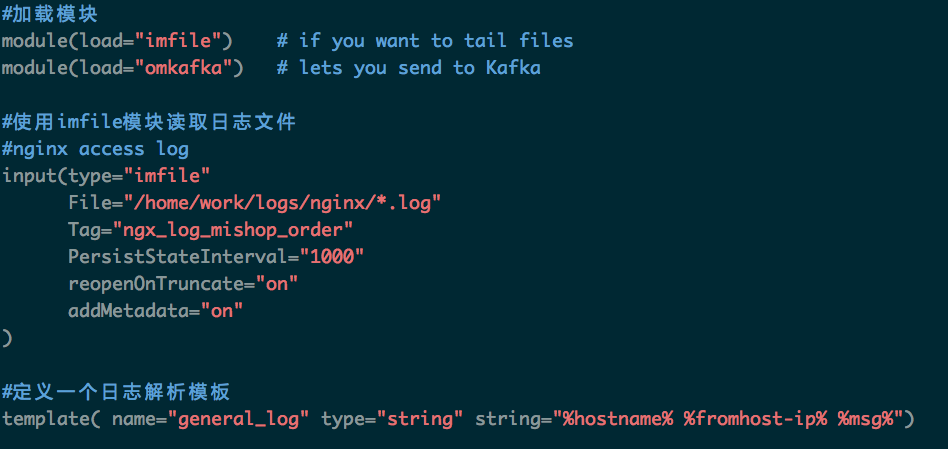 #加载模块
module(load="imfile")    # if you want to tail files
module(load="omkafka")   # lets you send to Kafka
#使用imfile模块读取日志文件
#nginx access log
input(type="imfile"
      File="/home/work/logs/nginx/*.log"
      Tag="ngx_log_mishop_order"
      PersistStateInterval="1000"
      reopenOnTruncate="on"
      addMetadata="on"
)
#定义一个日志解析模板
template( name="general_log" type="string" string="%hostname% %fromhost-ip% %msg%")